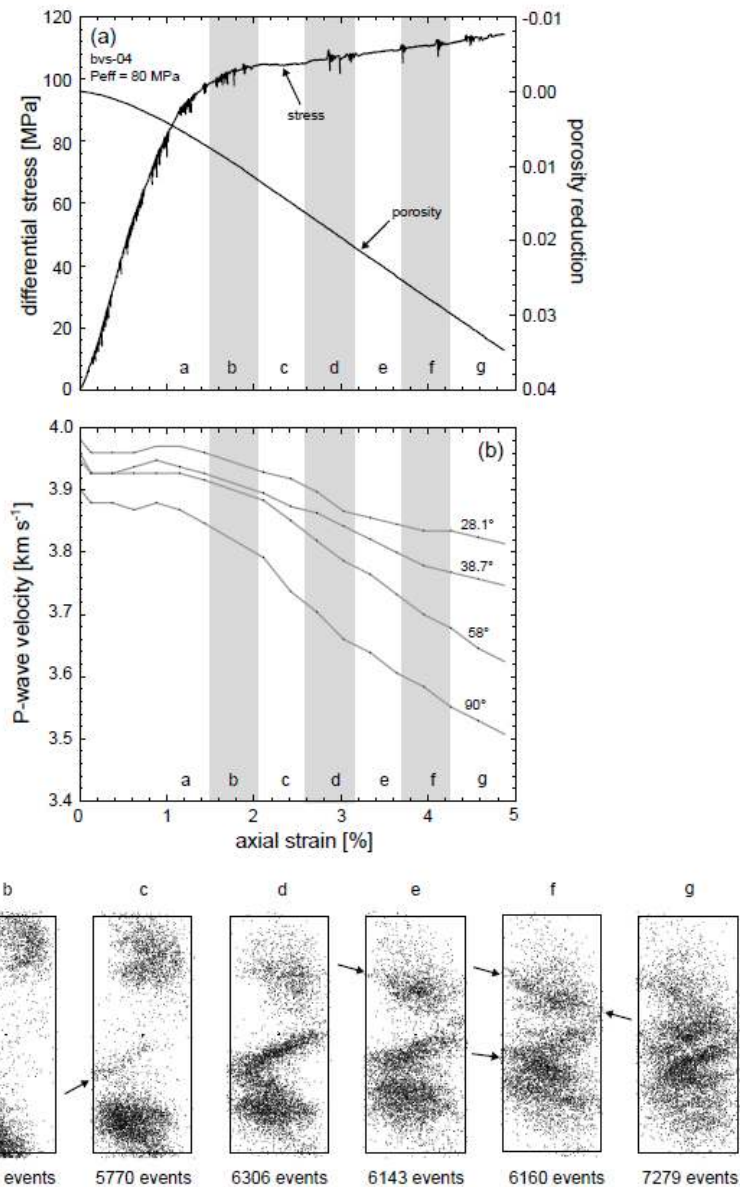 (a)
bvs-04
Peff = 80 MPa
stress
porosity
differential stress [MPa]
120
100
80
60
40
20
0
porosity reduction
-0.01
0.00
0.01
0.02
0.03
0.04
a b c d e f g
(b)
P-wave velocity [km s⁻¹]
4.0
3.9
3.8
3.7
3.6
3.5
3.4
28.1°
38.7°
58°
90°
a b c d e f g
0 1 2 3 4 5
axial strain [%]
b c d e f g
events 5770 events 6306 events 6143 events 6160 events 7279 events